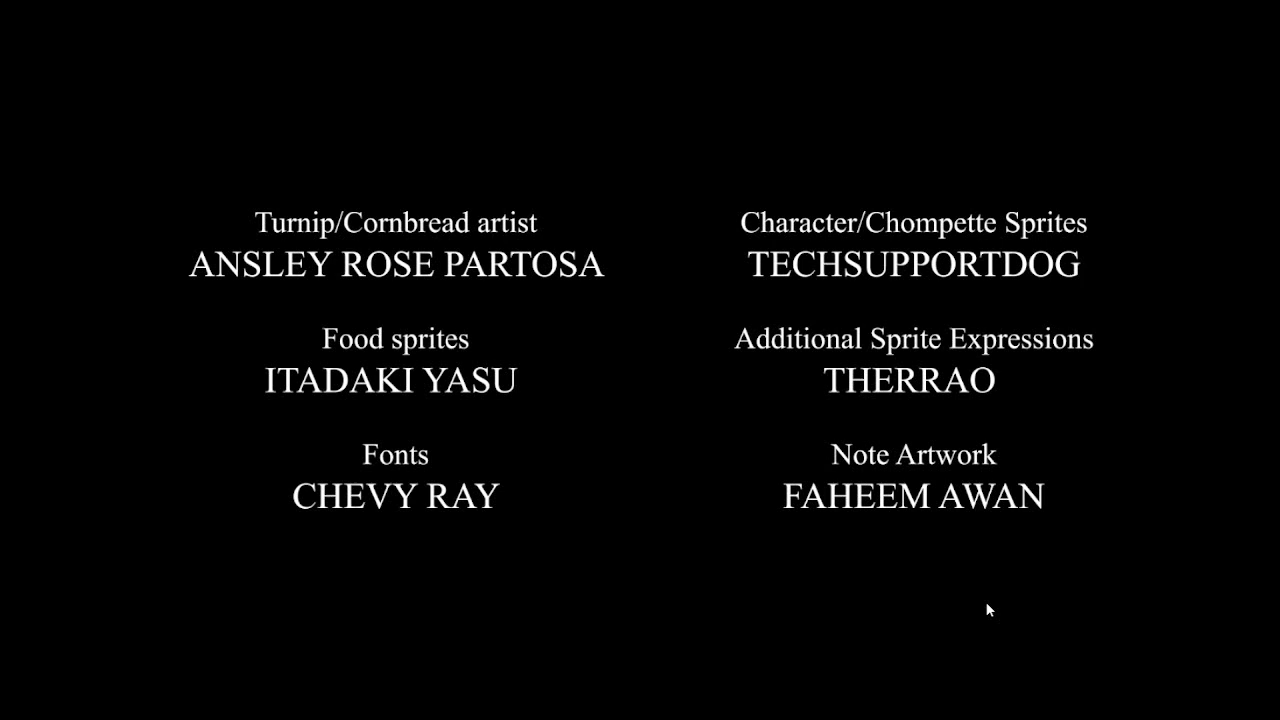 Turnip/Cornbread artist
ANSLEY ROSE PARTOSA
Food sprites
ITADAKI YASU
Fonts
CHEVY RAY
Character/Chompette Sprites
TECHSUPPORTDOG
Additional Sprite Expressions
THERRAO
Note Artwork
FAHEEM AWAN